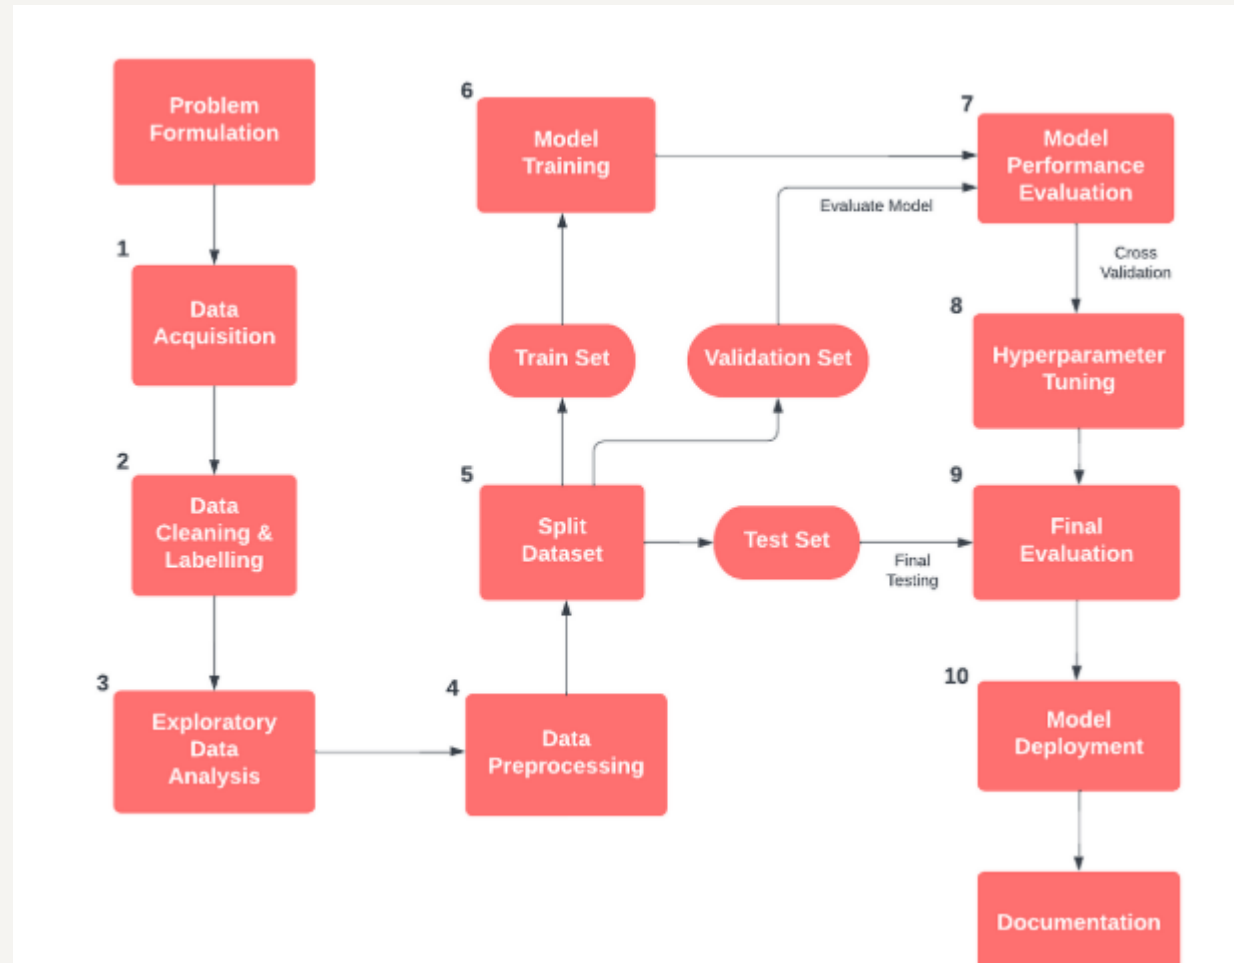 Problem
Formulation
1
Data
Acquisition
2
Data
Cleaning &
Labelling
3
Exploratory
Data
Analysis
4
Data
Preprocessing
5
Split
Dataset
Train Set
Validation Set
Test Set
6
Model
Training
Evaluate Model
7
Model
Performance
Evaluation
Cross
Validation
8
Hyperparameter
Tuning
Final
Testing
9
Final
Evaluation
10
Model
Deployment
Documentation